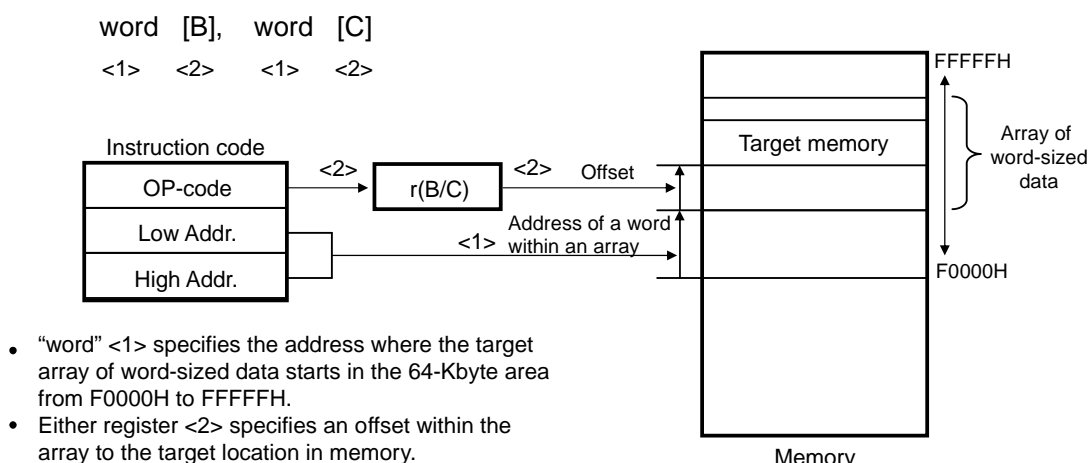 word [B], word [C]
<1> <2> <1> <2>
Instruction code
OP-code
Low Addr.
High Addr.
<2>
r(B/C)
<2>
Offset
<1>
Address of a word
within an array
Target memory
FFFFFH
Array of
word-sized
data
F0000H
Memory
• “word” <1> specifies the address where the target
array of word-sized data starts in the 64-Kbyte area
from F0000H to FFFFFH.
• Either register <2> specifies an offset within the
array to the target location in memory.